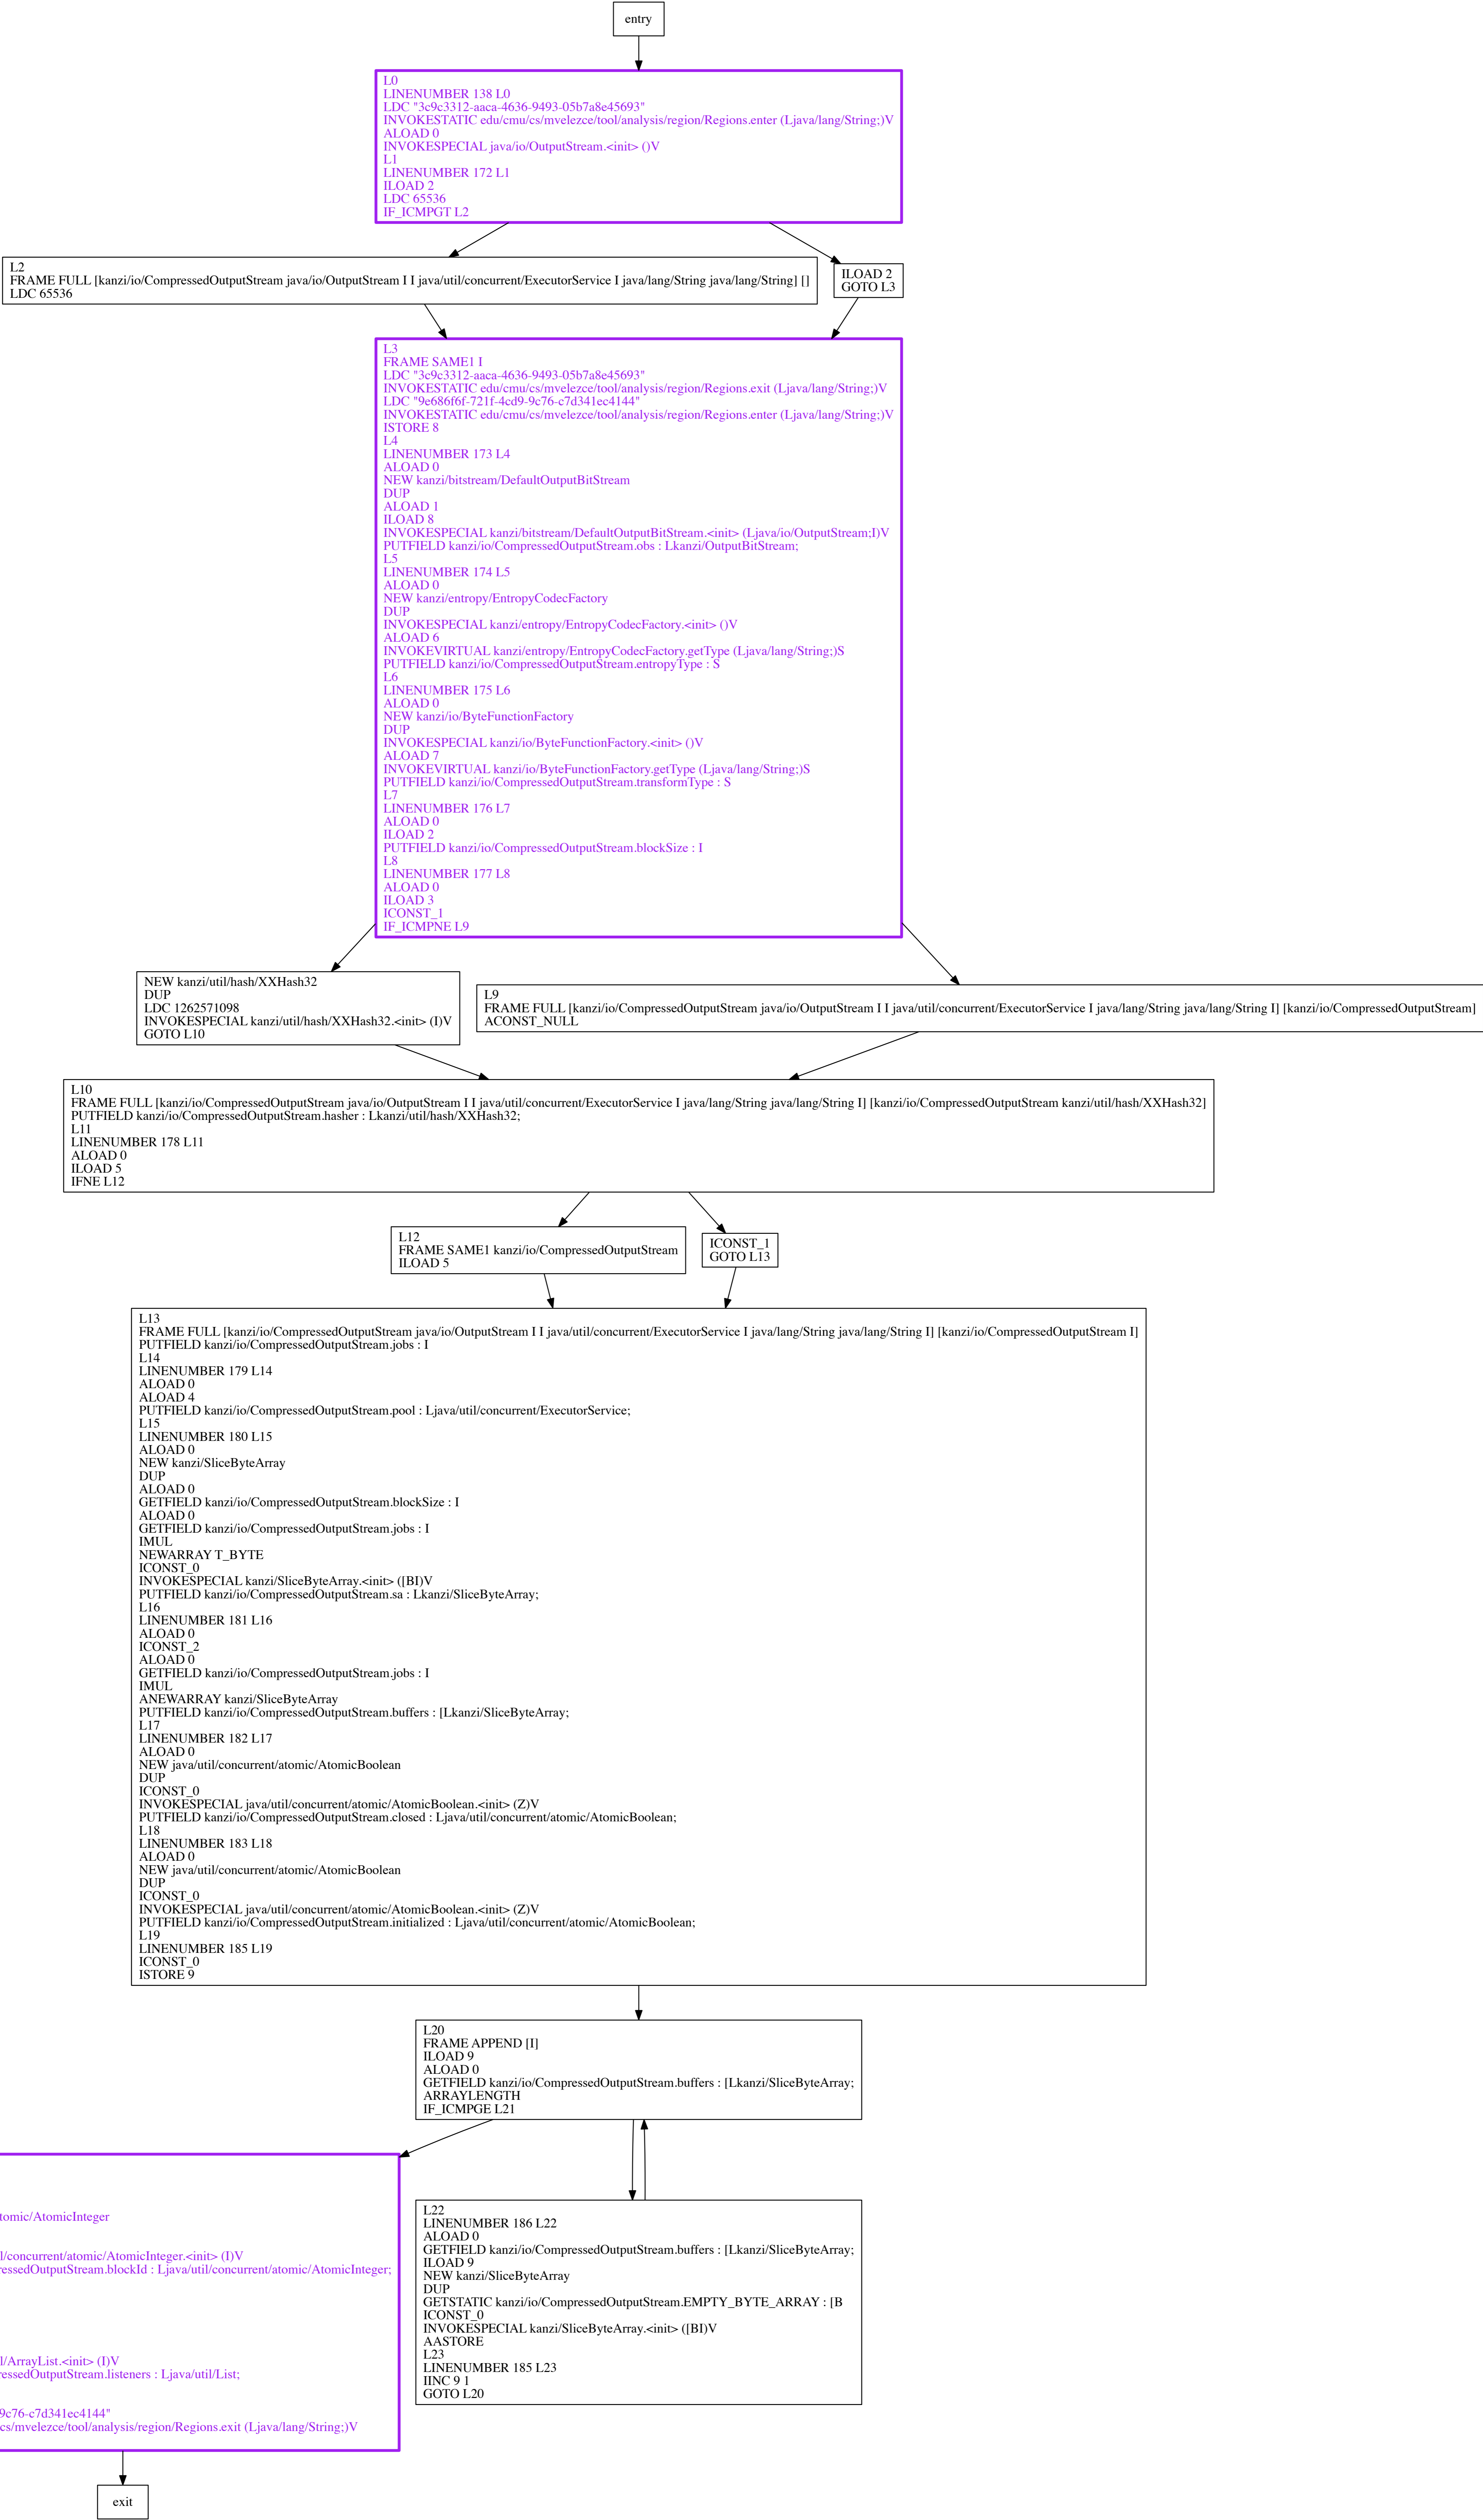 entry
L0
LINENUMBER 138 L0
LDC "3c9c3312-aaca-4636-9493-05b7a8e45693"
INVOKESTATIC edu/cmu/cs/mvelezce/tool/analysis/region/Regions.enter (Ljava/lang/String;)V
ALOAD 0
INVOKESPECIAL java/io/OutputStream.<init> ()V
L1
LINENUMBER 172 L1
ILOAD 2
LDC 65536
IF_ICMPGT L2
L2
FRAME FULL [kanzi/io/CompressedOutputStream java/io/OutputStream I I java/util/concurrent/ExecutorService I java/lang/String java/lang/String] []
LDC 65536
ILOAD 2
GOTO L3
L3
FRAME SAME1 I
LDC "3c9c3312-aaca-4636-9493-05b7a8e45693"
INVOKESTATIC edu/cmu/cs/mvelezce/tool/analysis/region/Regions.exit (Ljava/lang/String;)V
LDC "9e686f6f-721f-4cd9-9c76-c7d341ec4144"
INVOKESTATIC edu/cmu/cs/mvelezce/tool/analysis/region/Regions.enter (Ljava/lang/String;)V
ISTORE 8
L4
LINENUMBER 173 L4
ALOAD 0
NEW kanzi/bitstream/DefaultOutputBitStream
DUP
ALOAD 1
ILOAD 8
INVOKESPECIAL kanzi/bitstream/DefaultOutputBitStream.<init> (Ljava/io/OutputStream;I)V
PUTFIELD kanzi/io/CompressedOutputStream.obs : Lkanzi/OutputBitStream;
L5
LINENUMBER 174 L5
ALOAD 0
NEW kanzi/entropy/EntropyCodecFactory
DUP
INVOKESPECIAL kanzi/entropy/EntropyCodecFactory.<init> ()V
ALOAD 6
INVOKEVIRTUAL kanzi/entropy/EntropyCodecFactory.getType (Ljava/lang/String;)S
PUTFIELD kanzi/io/CompressedOutputStream.entropyType : S
L6
LINENUMBER 175 L6
ALOAD 0
NEW kanzi/io/ByteFunctionFactory
DUP
INVOKESPECIAL kanzi/io/ByteFunctionFactory.<init> ()V
ALOAD 7
INVOKEVIRTUAL kanzi/io/ByteFunctionFactory.getType (Ljava/lang/String;)S
PUTFIELD kanzi/io/CompressedOutputStream.transformType : S
L7
LINENUMBER 176 L7
ALOAD 0
ILOAD 2
PUTFIELD kanzi/io/CompressedOutputStream.blockSize : I
L8
LINENUMBER 177 L8
ALOAD 0
ILOAD 3
ICONST_1
IF_ICMPNE L9
NEW kanzi/util/hash/XXHash32
DUP
LDC 1262571098
INVOKESPECIAL kanzi/util/hash/XXHash32.<init> (I)V
GOTO L10
L9
FRAME FULL [kanzi/io/CompressedOutputStream java/io/OutputStream I I java/util/concurrent/ExecutorService I java/lang/String java/lang/String I] [kanzi/io/CompressedOutputStream]
ACONST_NULL
L10
FRAME FULL [kanzi/io/CompressedOutputStream java/io/OutputStream I I java/util/concurrent/ExecutorService I java/lang/String java/lang/String I] [kanzi/io/CompressedOutputStream kanzi/util/hash/XXHash32]
PUTFIELD kanzi/io/CompressedOutputStream.hasher : Lkanzi/util/hash/XXHash32;
L11
LINENUMBER 178 L11
ALOAD 0
ILOAD 5
IFNE L12
L12
FRAME SAME1 kanzi/io/CompressedOutputStream
ILOAD 5
ICONST_1
GOTO L13
L13
FRAME FULL [kanzi/io/CompressedOutputStream java/io/OutputStream I I java/util/concurrent/ExecutorService I java/lang/String java/lang/String I] [kanzi/io/CompressedOutputStream I]
PUTFIELD kanzi/io/CompressedOutputStream.jobs : I
L14
LINENUMBER 179 L14
ALOAD 0
ALOAD 4
PUTFIELD kanzi/io/CompressedOutputStream.pool : Ljava/util/concurrent/ExecutorService;
L15
LINENUMBER 180 L15
ALOAD 0
NEW kanzi/SliceByteArray
DUP
ALOAD 0
GETFIELD kanzi/io/CompressedOutputStream.blockSize : I
ALOAD 0
GETFIELD kanzi/io/CompressedOutputStream.jobs : I
IMUL
NEWARRAY T_BYTE
ICONST_0
INVOKESPECIAL kanzi/SliceByteArray.<init> ([BI)V
PUTFIELD kanzi/io/CompressedOutputStream.sa : Lkanzi/SliceByteArray;
L16
LINENUMBER 181 L16
ALOAD 0
ICONST_2
ALOAD 0
GETFIELD kanzi/io/CompressedOutputStream.jobs : I
IMUL
ANEWARRAY kanzi/SliceByteArray
PUTFIELD kanzi/io/CompressedOutputStream.buffers : [Lkanzi/SliceByteArray;
L17
LINENUMBER 182 L17
ALOAD 0
NEW java/util/concurrent/atomic/AtomicBoolean
DUP
ICONST_0
INVOKESPECIAL java/util/concurrent/atomic/AtomicBoolean.<init> (Z)V
PUTFIELD kanzi/io/CompressedOutputStream.closed : Ljava/util/concurrent/atomic/AtomicBoolean;
L18
LINENUMBER 183 L18
ALOAD 0
NEW java/util/concurrent/atomic/AtomicBoolean
DUP
ICONST_0
INVOKESPECIAL java/util/concurrent/atomic/AtomicBoolean.<init> (Z)V
PUTFIELD kanzi/io/CompressedOutputStream.initialized : Ljava/util/concurrent/atomic/AtomicBoolean;
L19
LINENUMBER 185 L19
ICONST_0
ISTORE 9
L20
FRAME APPEND [I]
ILOAD 9
ALOAD 0
GETFIELD kanzi/io/CompressedOutputStream.buffers : [Lkanzi/SliceByteArray;
ARRAYLENGTH
IF_ICMPGE L21
tomic/AtomicInteger
l/concurrent/atomic/AtomicInteger.<init> (I)V
ressedOutputStream.blockId : Ljava/util/concurrent/atomic/AtomicInteger;
l/ArrayList.<init> (I)V
ressedOutputStream.listeners : Ljava/util/List;
9c76-c7d341ec4144"
cs/mvelezce/tool/analysis/region/Regions.exit (Ljava/lang/String;)V
L22
LINENUMBER 186 L22
ALOAD 0
GETFIELD kanzi/io/CompressedOutputStream.buffers : [Lkanzi/SliceByteArray;
ILOAD 9
NEW kanzi/SliceByteArray
DUP
GETSTATIC kanzi/io/CompressedOutputStream.EMPTY_BYTE_ARRAY : [B
ICONST_0
INVOKESPECIAL kanzi/SliceByteArray.<init> ([BI)V
AASTORE
L23
LINENUMBER 185 L23
IINC 9 1
GOTO L20
exit